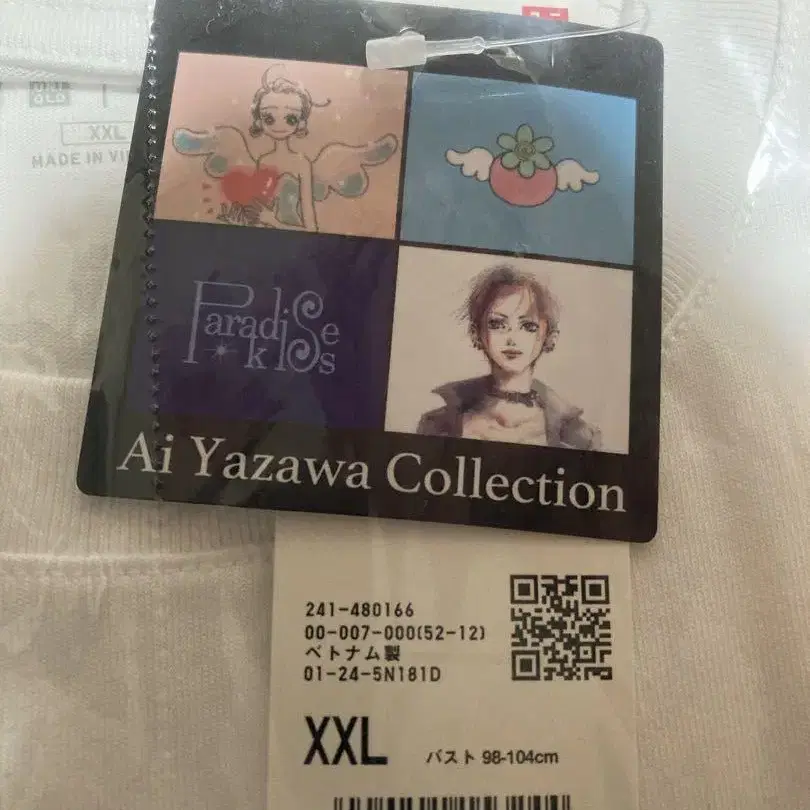 XXL
MADE IN VI
Paradise
kiss
Ai Yazawa Collection
241-480166
00-007-000(52-12)
ベトナム製
01-24-5N181D
XXL バスト 98-104cm